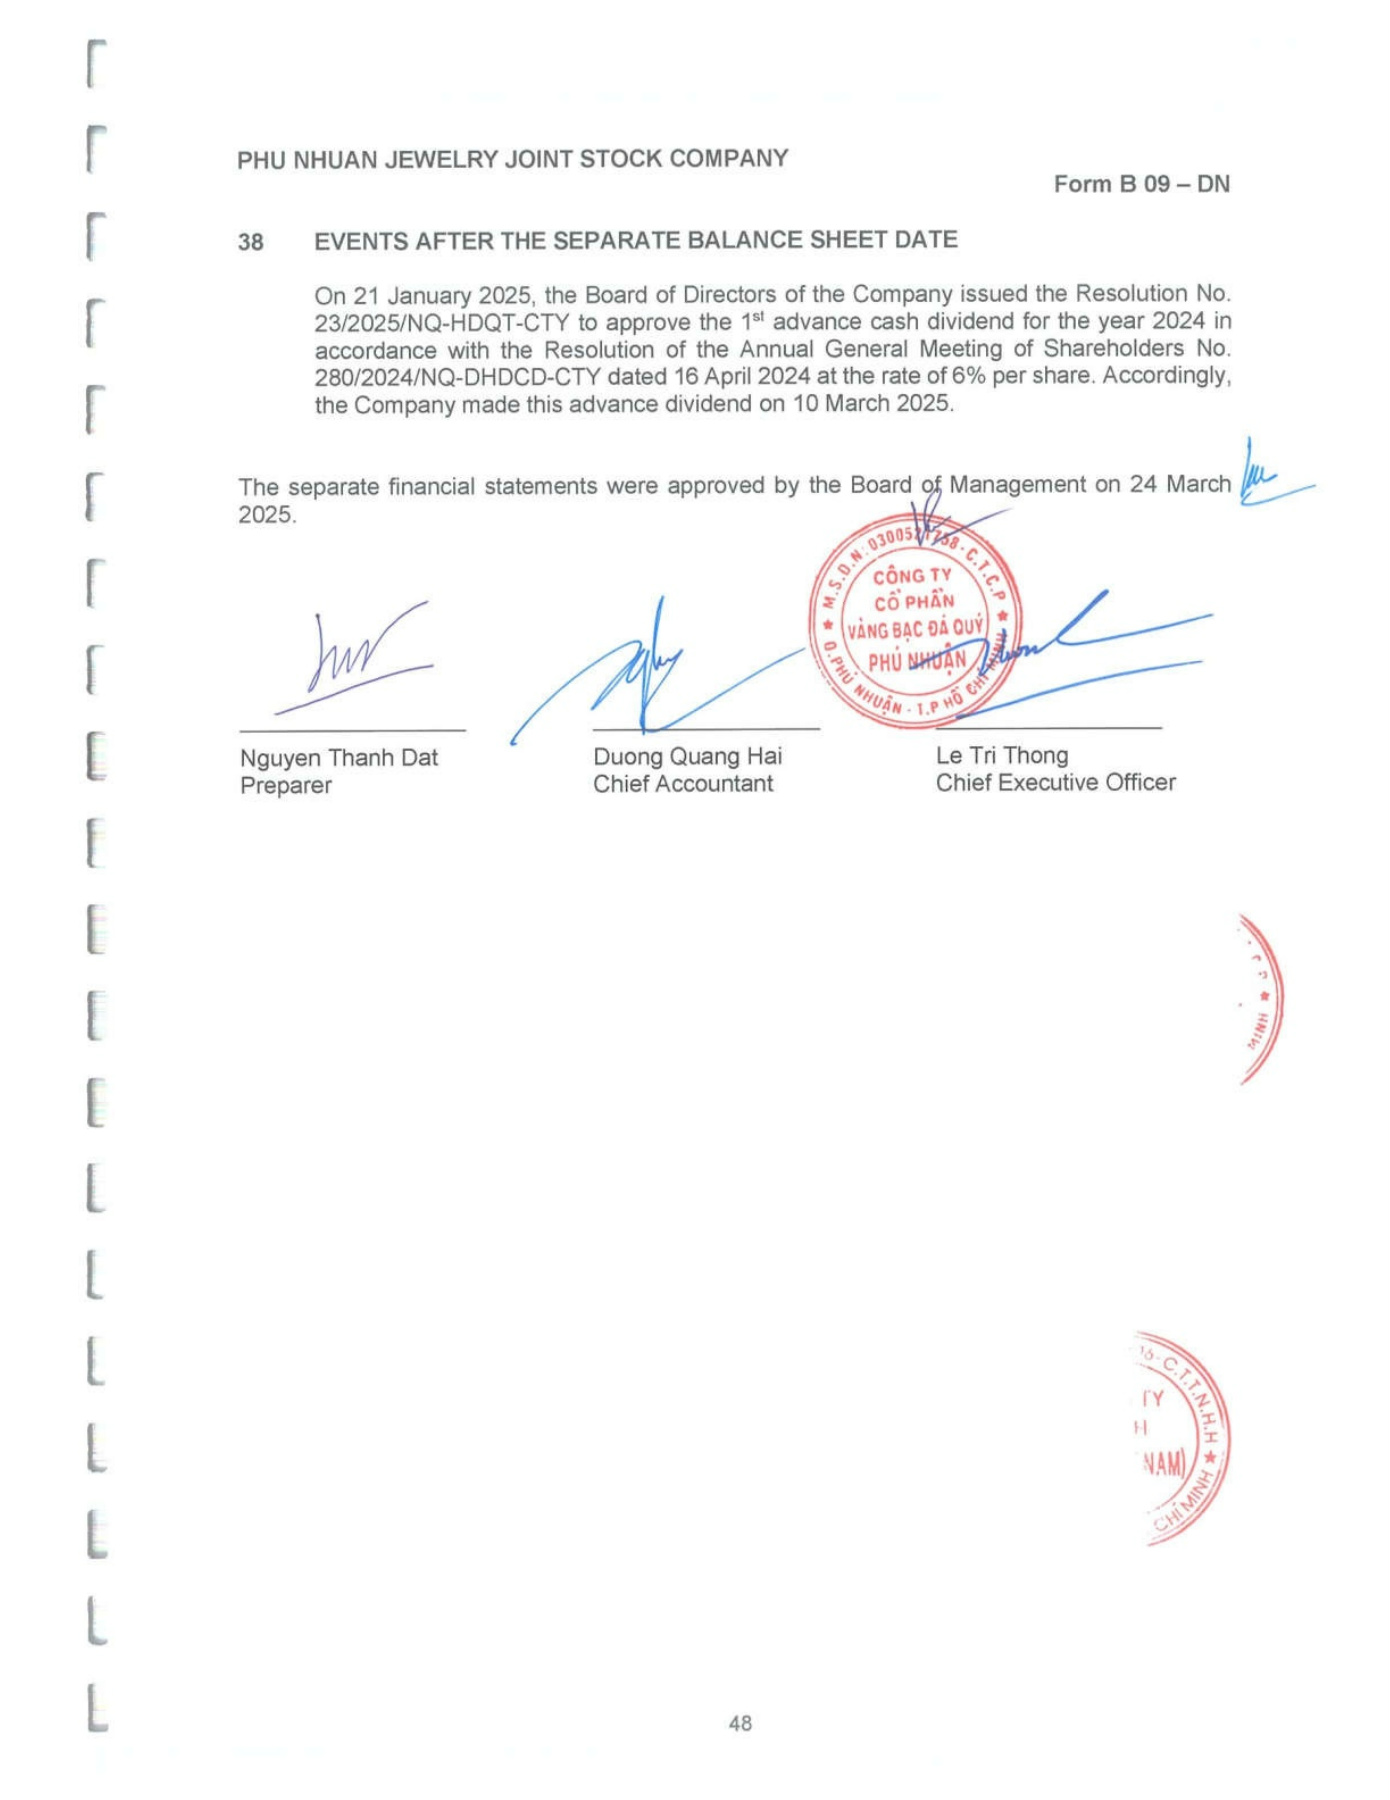 PHU NHUAN JEWELRY JOINT STOCK COMPANY
Form B 09 – DN
38 EVENTS AFTER THE SEPARATE BALANCE SHEET DATE
On 21 January 2025, the Board of Directors of the Company issued the Resolution No.
23/2025/NQ-HDQT-CTY to approve the 1st advance cash dividend for the year 2024 in
accordance with the Resolution of the Annual General Meeting of Shareholders No.
280/2024/NQ-DHDCD-CTY dated 16 April 2024 at the rate of 6% per share. Accordingly,
the Company made this advance dividend on 10 March 2025.
The separate financial statements were approved by the Board of Management on 24 March
2025.
M.S.D.N: - C.T.C.P
CÔNG TY
CỔ PHẦN
VÀNG BẠC ĐÁ QUÝ
PHÚ NHUẬN
Q.PHÚ NHUẬN - T.P HỒ CHÍ MINH
Nguyen Thanh Dat
Preparer
Duong Quang Hai
Chief Accountant
Le Tri Thong
Chief Executive Officer
MINH
C.T.T.N.H.H
TY
H
NAM)
CHÍ MINH
48